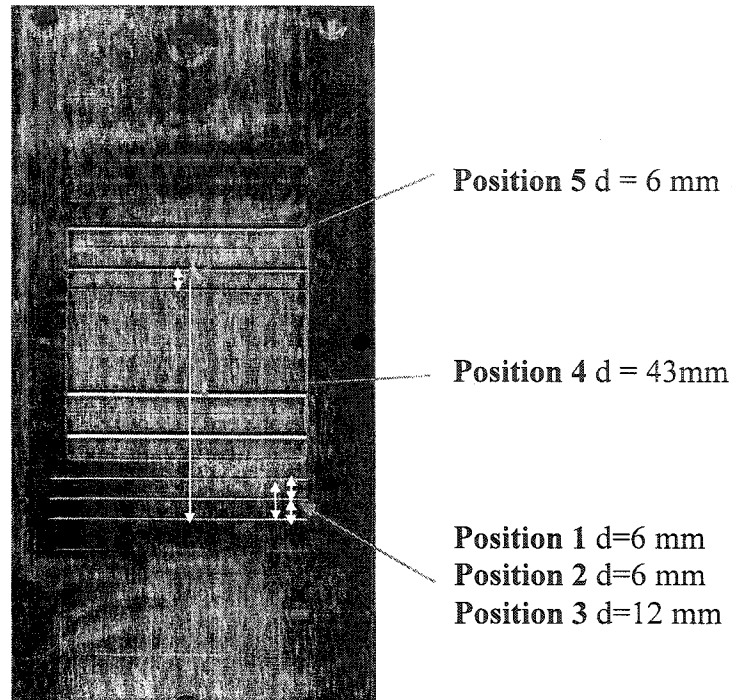 Position 5 d = 6 mm
Position 4 d = 43mm
Position 1 d=6 mm
Position 2 d=6 mm
Position 3 d=12 mm